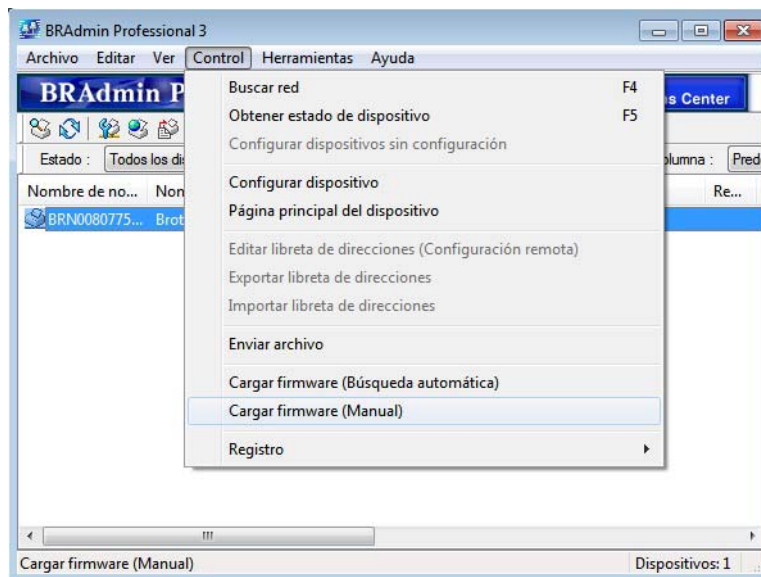 BRAdmin Professional 3
Archivo Editar Ver Control Herramientas Ayuda
BRAdmin P
Center
Buscar red F4
Obtener estado de dispositivo F5
Configurar dispositivos sin configuración
Estado : Todos los di
olumna : Pred
Configurar dispositivo
Nombre de no... Non Re...
Página principal del dispositivo
BRN0080775... Brot
Editar libreta de direcciones (Configuración remota)
Exportar libreta de direcciones
Importar libreta de direcciones
Enviar archivo
Cargar firmware (Búsqueda automática)
Cargar firmware (Manual)
Registro
Cargar firmware (Manual) Dispositivos: 1